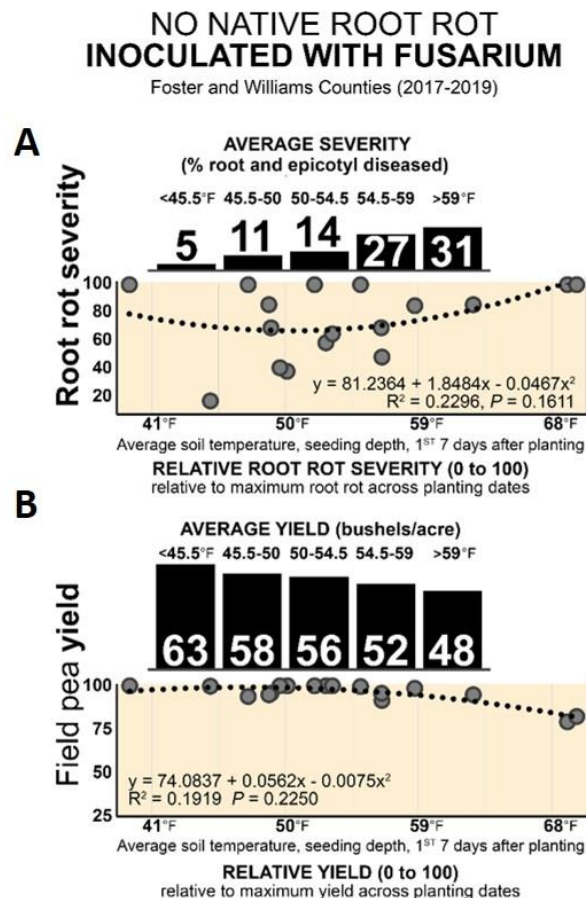 NO NATIVE ROOT ROT
INOCULATED WITH FUSARIUM
Foster and Williams Counties (2017-2019)
A
AVERAGE SEVERITY
(% root and epicotyl diseased)
<45.5°F 45.5-50 50-54.5 54.5-59 >59°F
5 11 14 27 31
Root rot severity
100
80
60
40
20
y = 81.2364 + 1.8484x - 0.0467x²
R² = 0.2296, P = 0.1611
41°F 50°F 59°F 68°F
Average soil temperature, seeding depth, 1ST 7 days after planting
RELATIVE ROOT ROT SEVERITY (0 to 100)
relative to maximum root rot across planting dates
B
AVERAGE YIELD (bushels/acre)
<45.5°F 45.5-50 50-54.5 54.5-59 >59°F
63 58 56 52 48
Field pea yield
100
75
50
25
y = 74.0837 + 0.0562x - 0.0075x²
R² = 0.1919 P = 0.2250
41°F 50°F 59°F 68°F
Average soil temperature, seeding depth, 1ST 7 days after planting
RELATIVE YIELD (0 to 100)
relative to maximum yield across planting dates